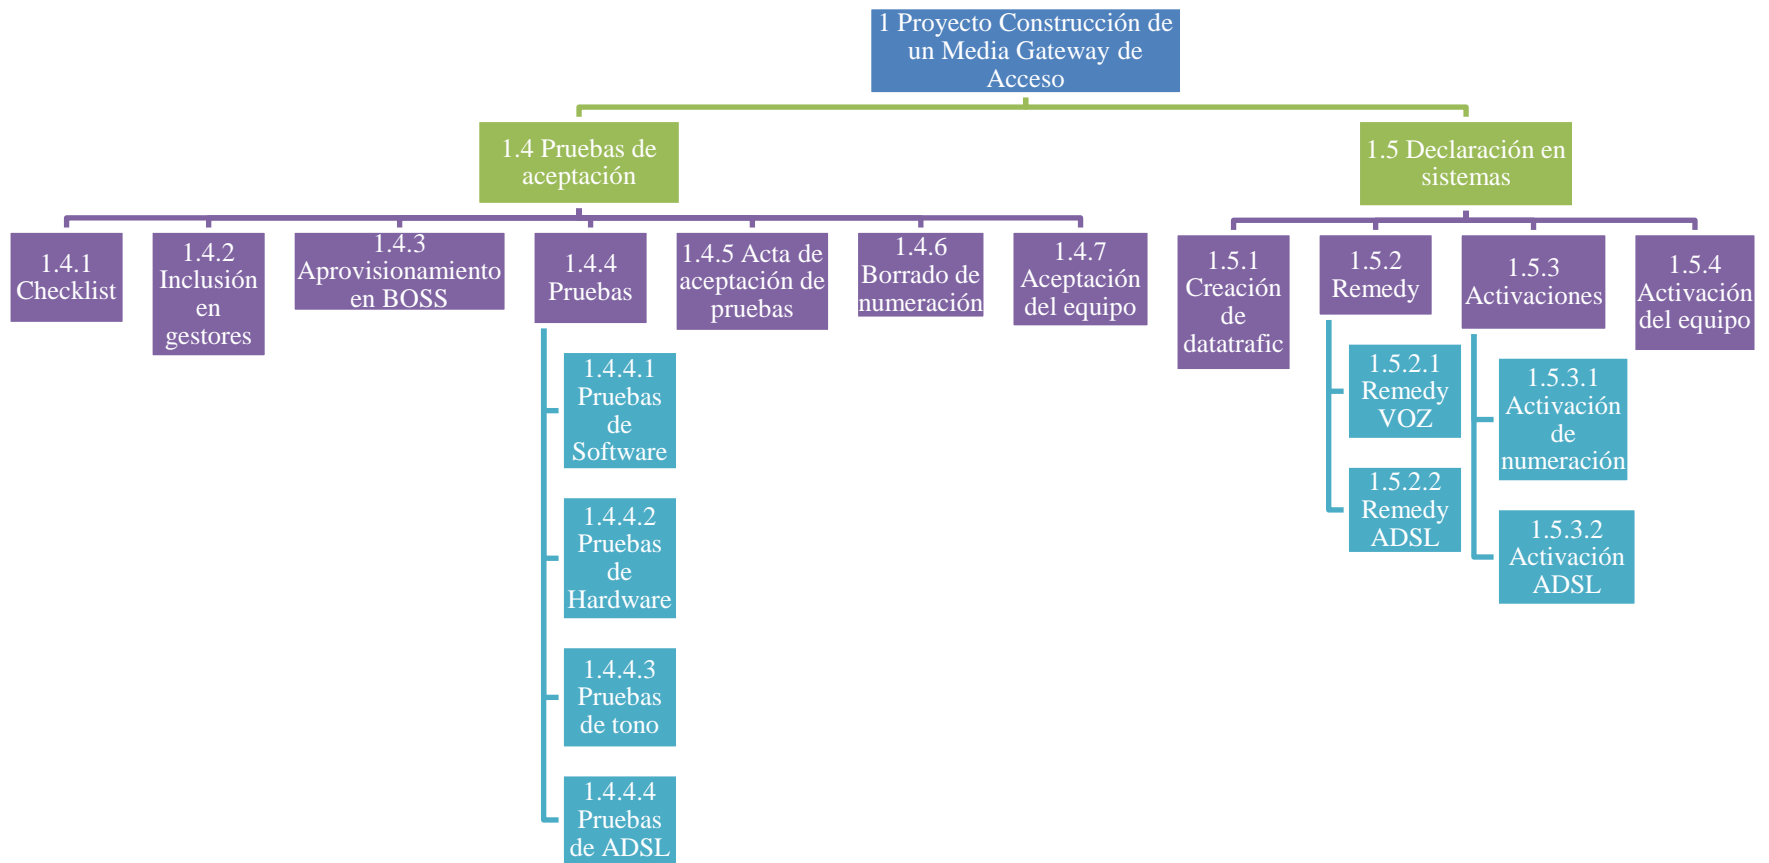 1 Proyecto Construcción de
un Media Gateway de
Acceso
1.4 Pruebas de
aceptación
1.5 Declaración en
sistemas
1.4.1
Checklist
1.4.2
Inclusión
en
gestores
1.4.3
Aprovisionamiento
en BOSS
1.4.4
Pruebas
1.4.5 Acta de
aceptación de
pruebas
1.4.6
Borrado de
numeración
1.4.7
Aceptación
del equipo
1.5.1
Creación
de
datatrafic
1.5.2
Remedy
1.5.3
Activaciones
1.5.4
Activación
del equipo
1.4.4.1
Pruebas
de
Software
1.4.4.2
Pruebas
de
Hardware
1.4.4.3
Pruebas
de tono
1.4.4.4
Pruebas
de ADSL
1.5.2.1
Remedy
VOZ
1.5.2.2
Remedy
ADSL
1.5.3.1
Activación
de
numeración
1.5.3.2
Activación
ADSL